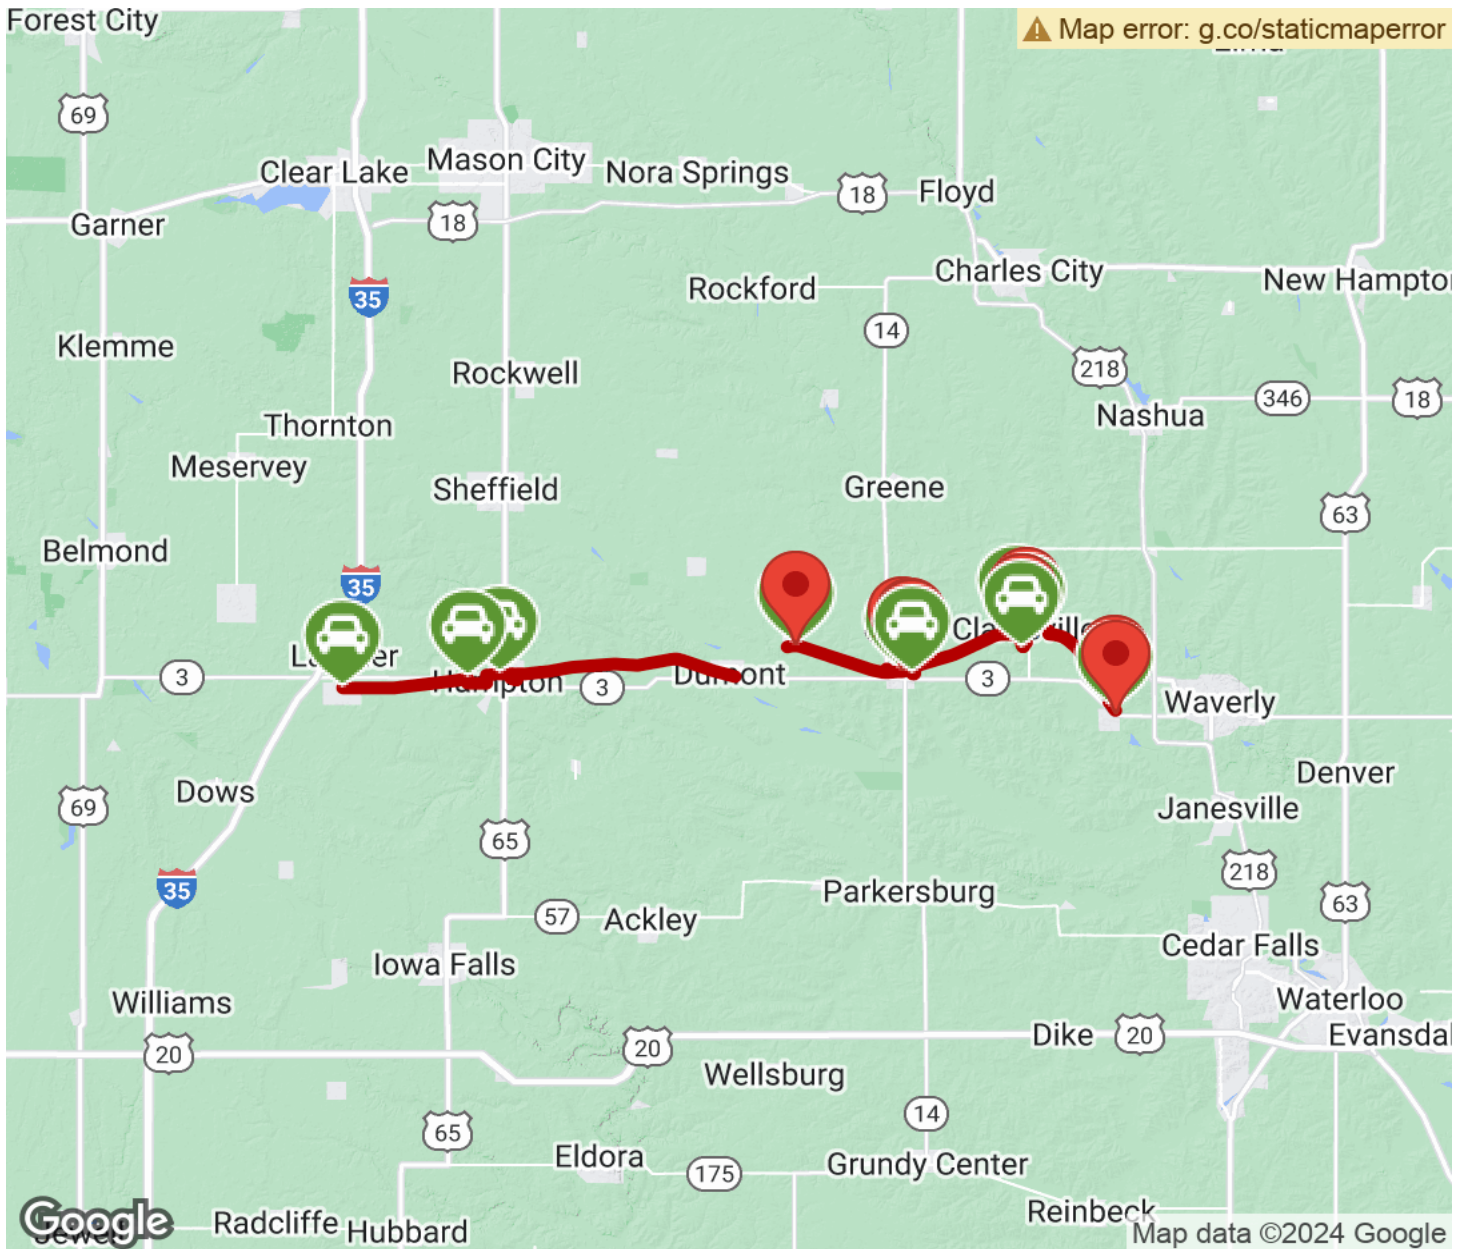 Forest City
Map error: g.co/staticmaperror
69
Clear Lake
Mason City
Nora Springs
18
Floyd
Garner
18
35
Rockford
Charles City
New Hampto
14
Klemme
Rockwell
218
346
18
Thornton
Nashua
Meservey
Sheffield
Greene
63
Belmond
35
3
Hampton
3
Dumont
3
Waverly
Dows
Denver
69
Janesville
65
218
35
Parkersburg
63
57
Ackley
Cedar Falls
Iowa Falls
Williams
Waterloo
20
20
Dike
20
Evansda
Wellsburg
65
14
Eldora
175
Grundy Center
Reinbeck
Google
Radcliffe
Hubbard
Map data ©2024 Google